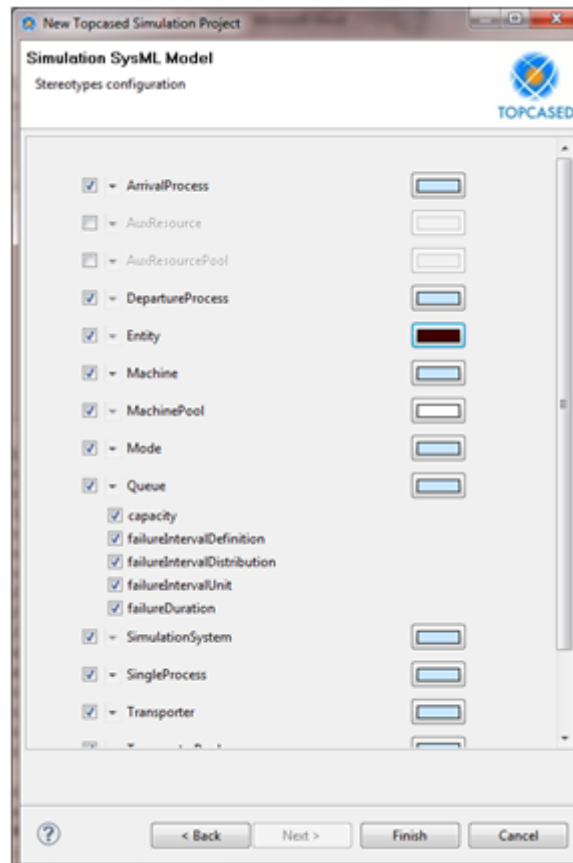 New Topcased Simulation Project
Simulation SysML Model
Stereotypes configuration
TOPCASED
ArrivalProcess
AuxResource
AuxResourcePool
DepartureProcess
Entity
Machine
MachinePool
Mode
Queue
capacity
failureIntervalDefinition
failureIntervalDistribution
failureIntervalUnit
failureDuration
SimulationSystem
SingleProcess
Transporter
< Back
Next >
Finish
Cancel